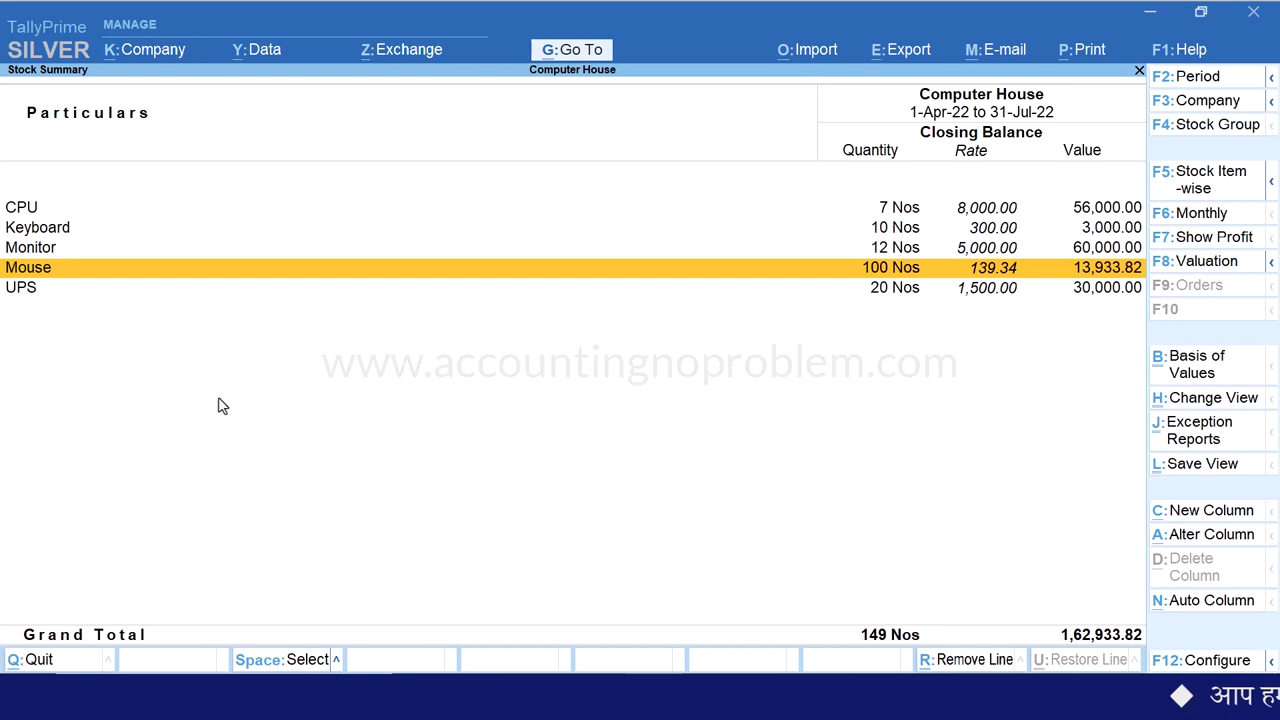 TallyPrime MANAGE
SILVER K:Company Y:Data Z:Exchange G:Go To O:Import E:Export M:E-mail P:Print F1:Help
Stock Summary Computer House
Particulars
Computer House
1-Apr-22 to 31-Jul-22
Closing Balance
Quantity Rate Value
CPU 7 Nos 8,000.00 56,000.00
Keyboard 10 Nos 300.00 3,000.00
Monitor 12 Nos 5,000.00 60,000.00
Mouse 100 Nos 139.34 13,933.82
UPS 20 Nos 1,500.00 30,000.00
www.accountingnoproblem.com
Grand Total 149 Nos 1,62,933.82
Q:Quit Space:Select R:Remove Line U:Restore Line
F2:Period
F3:Company
F4:Stock Group
F5:Stock Item
-wise
F6:Monthly
F7:Show Profit
F8:Valuation
F9:Orders
F10
B:Basis of
Values
H:Change View
J:Exception
Reports
L:Save View
C:New Column
A:Alter Column
D:Delete
Column
N:Auto Column
F12:Configure
आप